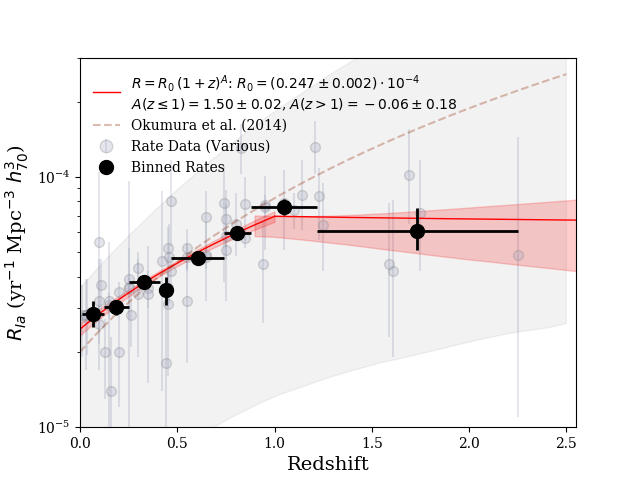 R = R₀ (1 + z)ᴬ: R₀ = (0.247 ± 0.002) · 10⁻⁴
A(z ≤ 1) = 1.50 ± 0.02, A(z > 1) = −0.06 ± 0.18
Okumura et al. (2014)
Rate Data (Various)
Binned Rates
10⁻⁴
10⁻⁵
R_Ia (yr⁻¹ Mpc⁻³ h³₇₀)
0.0 0.5 1.0 1.5 2.0 2.5
Redshift